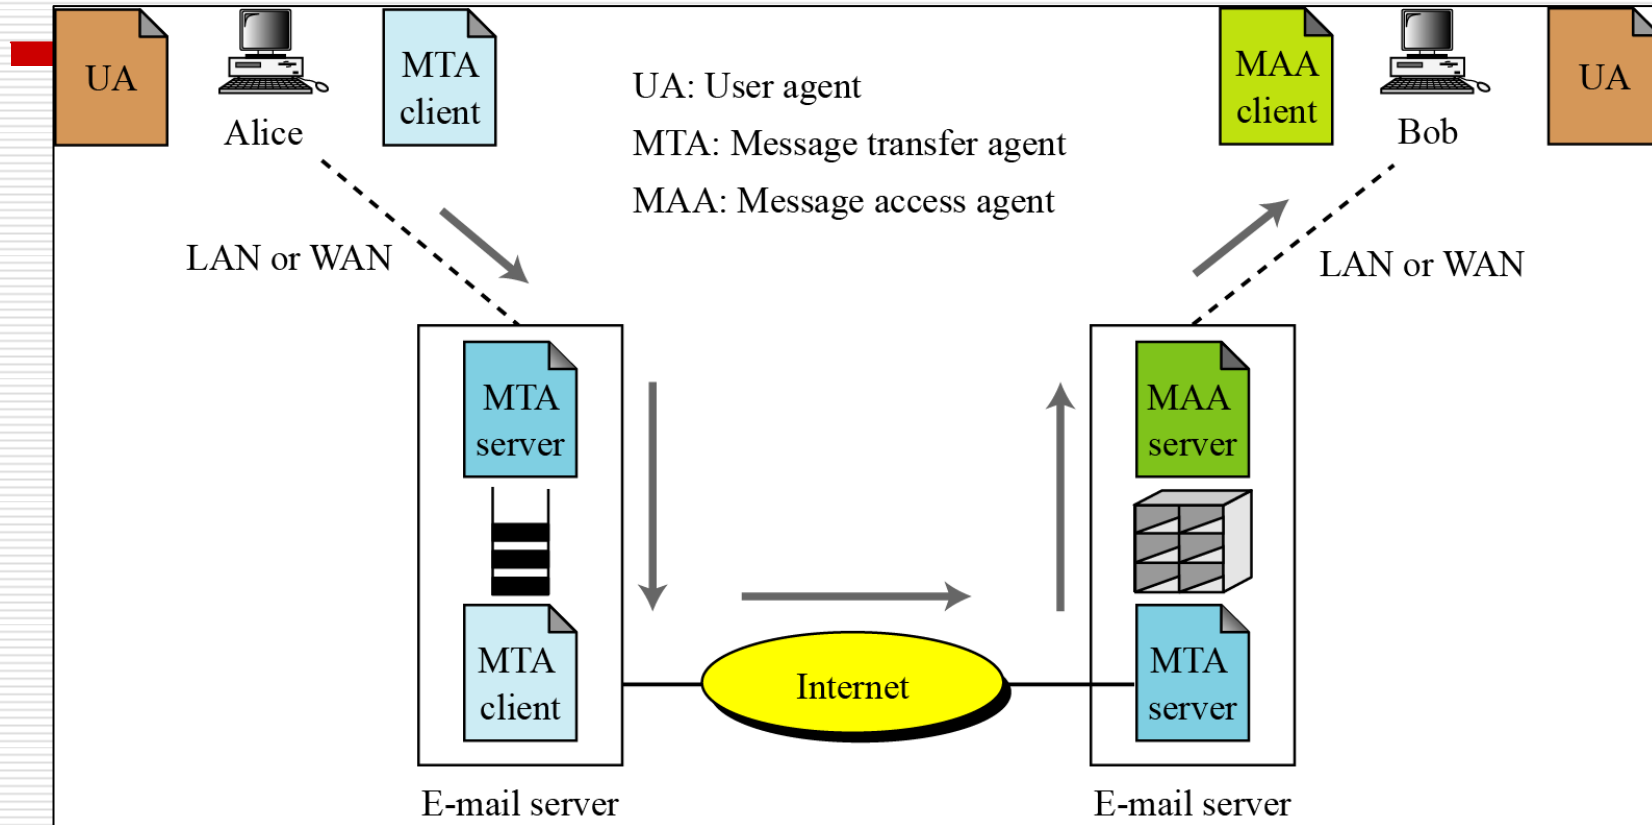 UA
Alice
MTA
client
UA: User agent
MTA: Message transfer agent
MAA: Message access agent
MAA
client
Bob
UA
LAN or WAN
LAN or WAN
MTA
server
MAA
server
MTA
client
Internet
MTA
server
E-mail server
E-mail server